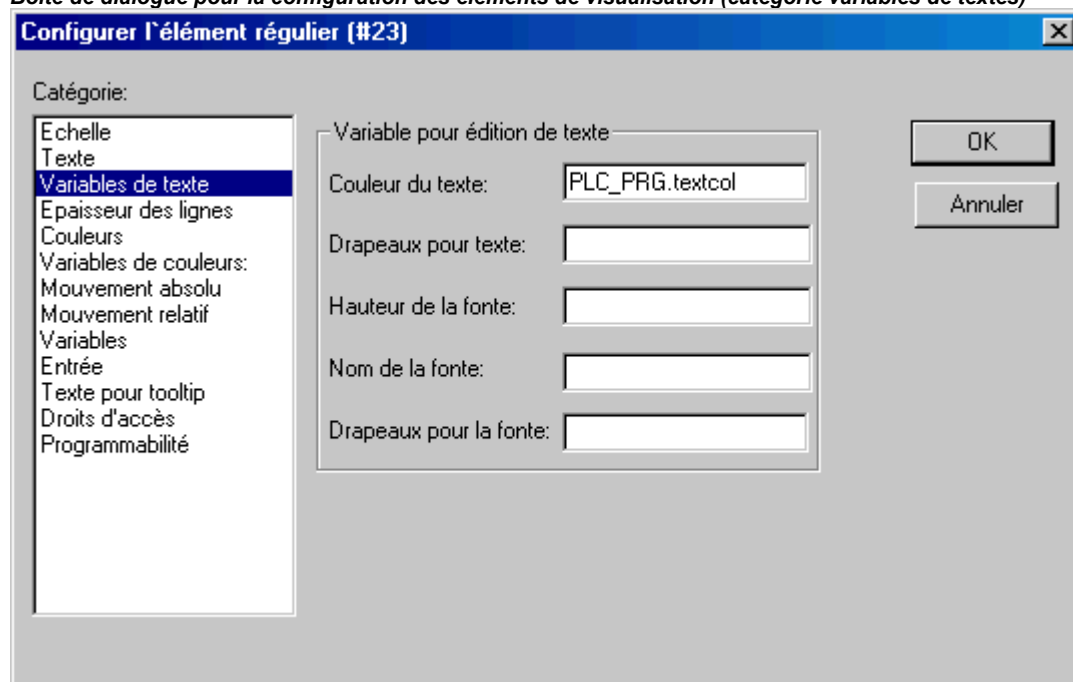 Boîte de dialogue pour la configuration des éléments de visualisation (catégorie variables de textes)
Configurer l`élément régulier (#23)
Catégorie:
Echelle
Texte
Variables de texte
Epaisseur des lignes
Couleurs
Variables de couleurs:
Mouvement absolu
Mouvement relatif
Variables
Entrée
Texte pour tooltip
Droits d'accès
Programmabilité
Variable pour édition de texte
Couleur du texte: PLC_PRG.textcol
Drapeaux pour texte:
Hauteur de la fonte:
Nom de la fonte:
Drapeaux pour la fonte:
OK
Annuler